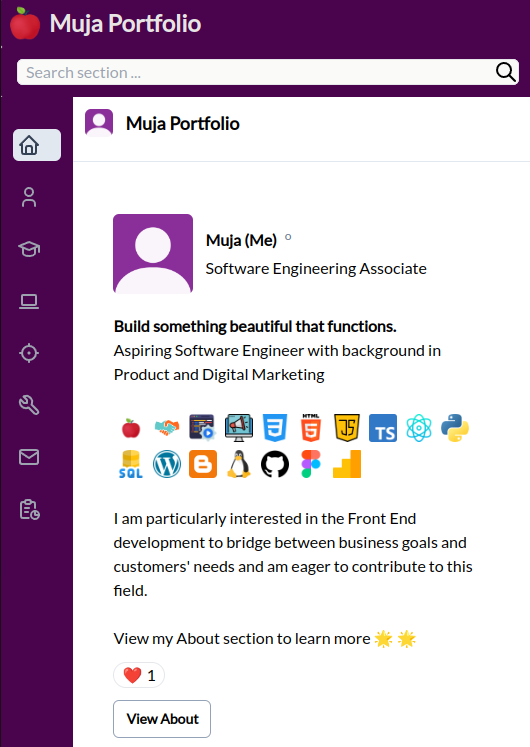 Muja Portfolio
Search section ...
Muja Portfolio
Muja (Me)
Software Engineering Associate
Build something beautiful that functions.
Aspiring Software Engineer with background in
Product and Digital Marketing
HTML
JS
TS
SQL
I am particularly interested in the Front End
development to bridge between business goals and
customers' needs and am eager to contribute to this
field.
View my About section to learn more 🌟 🌟
❤️ 1
View About